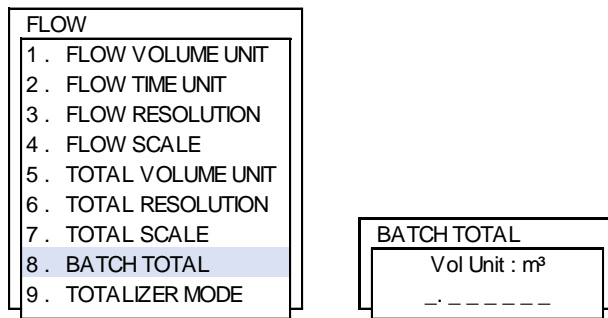 FLOW
1. FLOW VOLUME UNIT
2. FLOW TIME UNIT
3. FLOW RESOLUTION
4. FLOW SCALE
5. TOTAL VOLUME UNIT
6. TOTAL RESOLUTION
7. TOTAL SCALE
8. BATCH TOTAL
9. TOTALIZER MODE
BATCH TOTAL
Vol Unit : m³
_. _ _ _ _ _ _